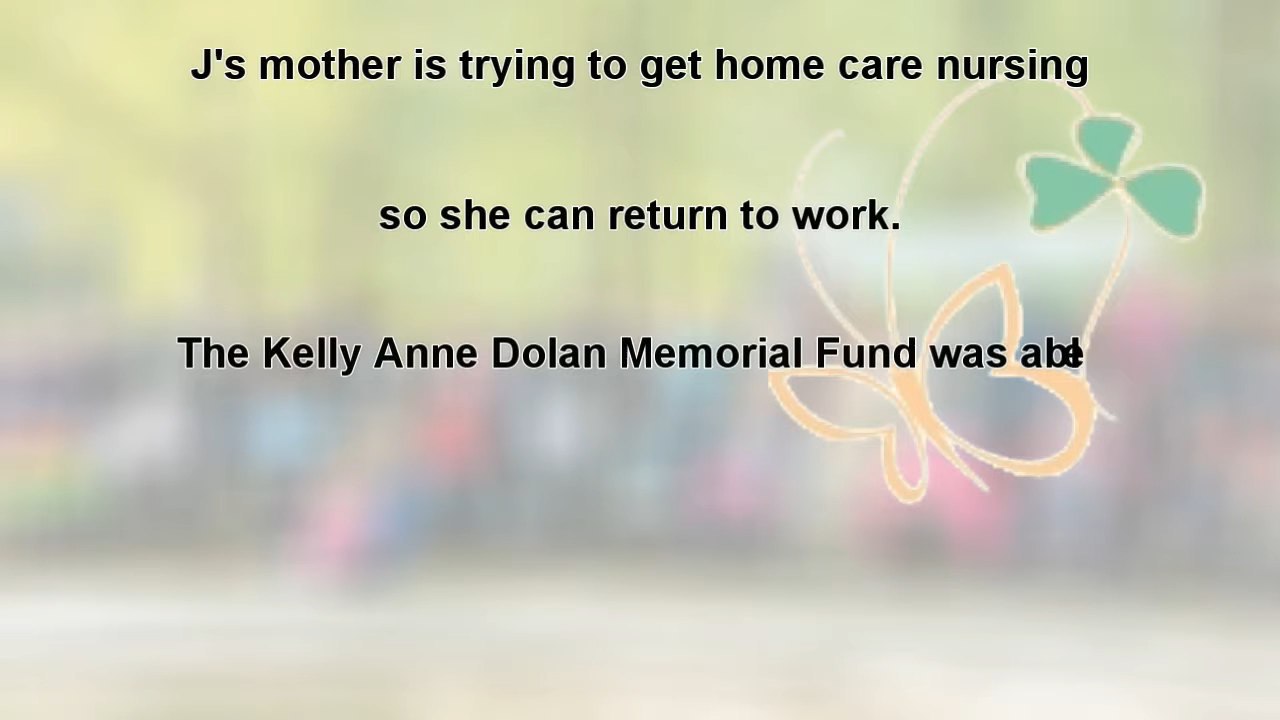 J's mother is trying to get home care nursing
so she can return to work.
The Kelly Anne Dolan Memorial Fund was able